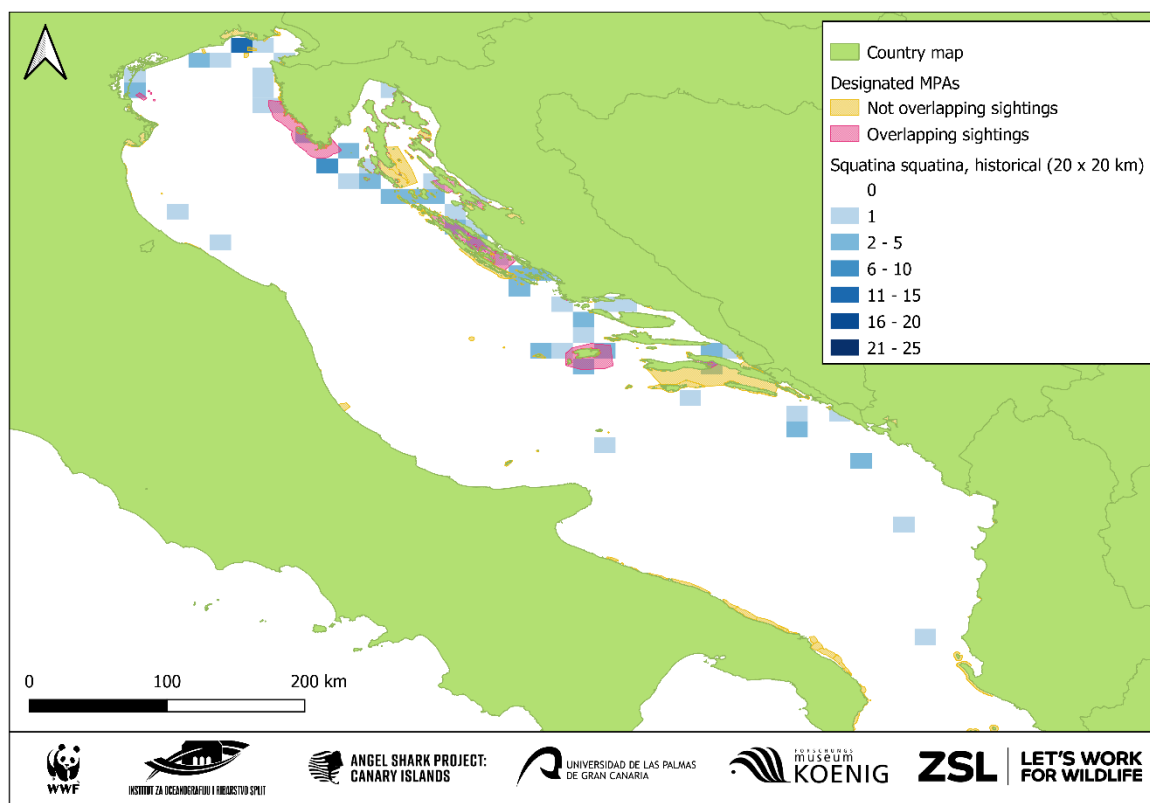 Country map
Designated MPAs
Not overlapping sightings
Overlapping sightings
Squatina squatina, historical (20 x 20 km)
0
1
2 - 5
6 - 10
11 - 15
16 - 20
21 - 25
0 100 200 km
WWF
INSTITUT ZA OCEANOGRAFIJU I RIBARSTVO SPLIT
ANGEL SHARK PROJECT:
CANARY ISLANDS
UNIVERSIDAD DE LAS PALMAS
DE GRAN CANARIA
FORSCHUNGS
museum
KOENIG
ZSL
LET'S WORK
FOR WILDLIFE